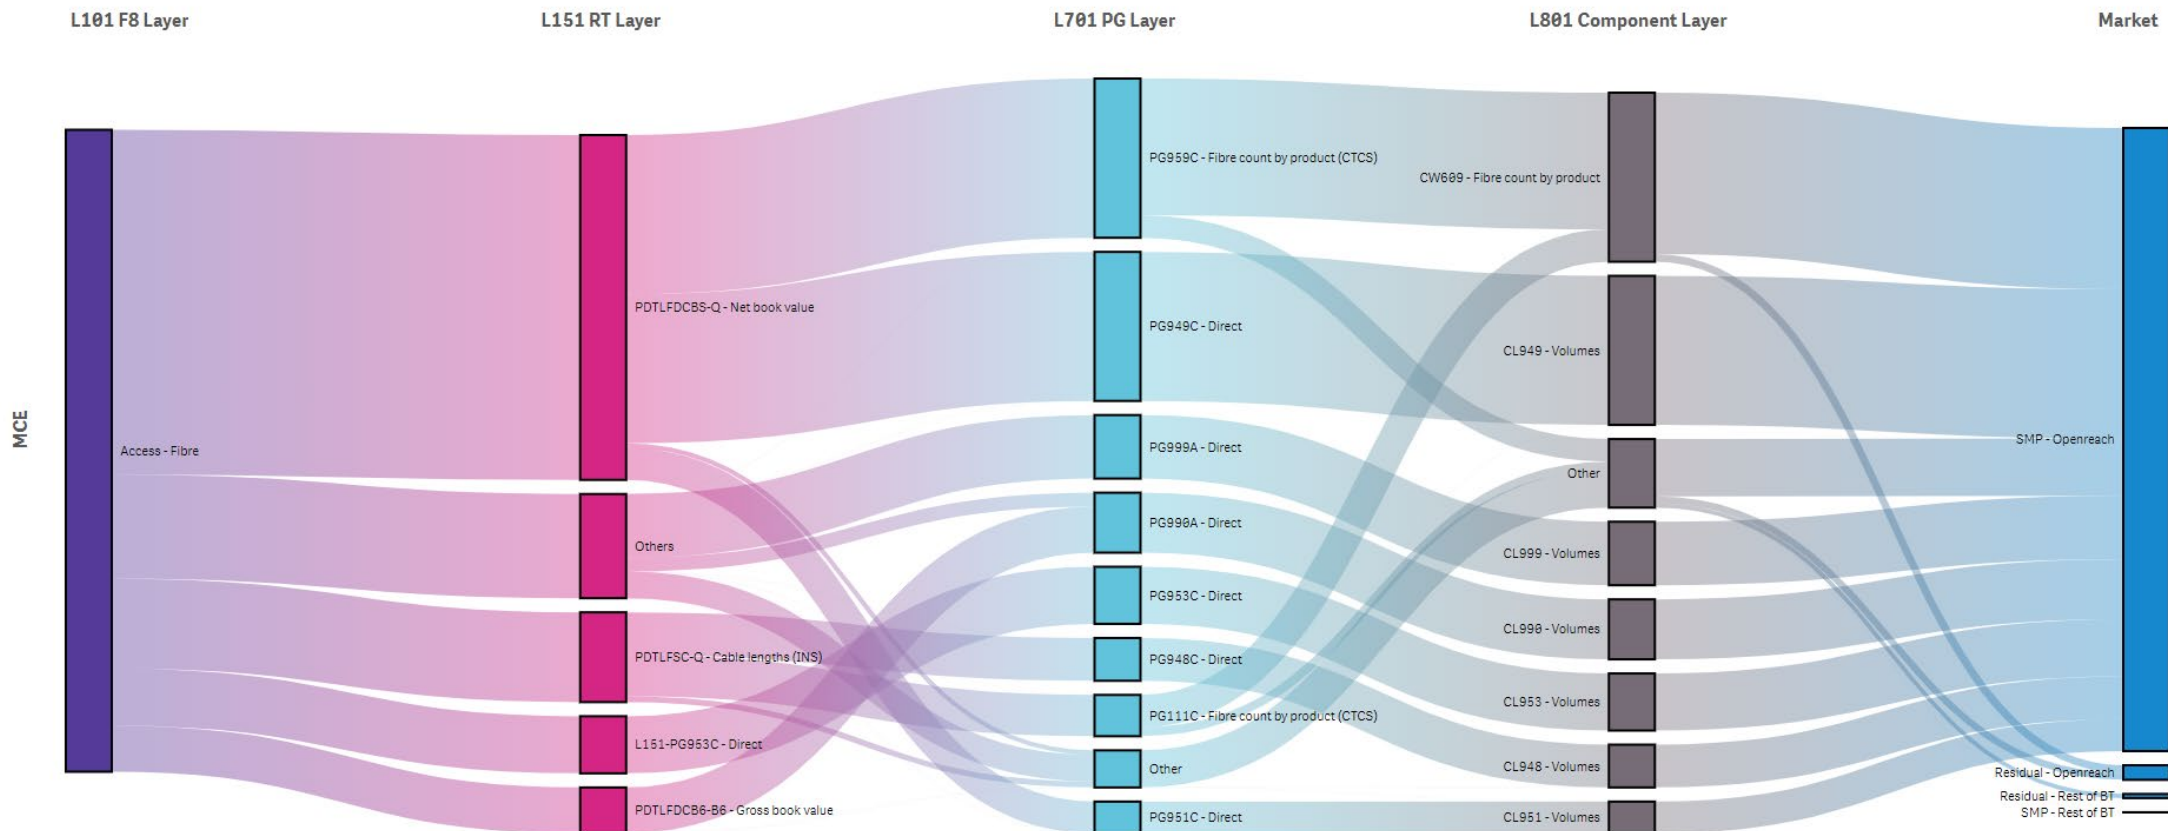 L101 F8 Layer
L151 RT Layer
L701 PG Layer
L801 Component Layer
Market
MCE
Access - Fibre
PDTLFDCBS-Q - Net book value
Others
PDTLFSC-Q - Cable lengths (INS)
L151-PG953C - Direct
PDTLFDCB6-B6 - Gross book value
PG959C - Fibre count by product (CTCS)
PG949C - Direct
PG999A - Direct
PG990A - Direct
PG953C - Direct
PG948C - Direct
PG111C - Fibre count by product (CTCS)
Other
PG951C - Direct
CW609 - Fibre count by product
CL949 - Volumes
Other
CL999 - Volumes
CL990 - Volumes
CL953 - Volumes
CL948 - Volumes
CL951 - Volumes
SMP - Openreach
Residual - Openreach
Residual - Rest of BT
SMP - Rest of BT